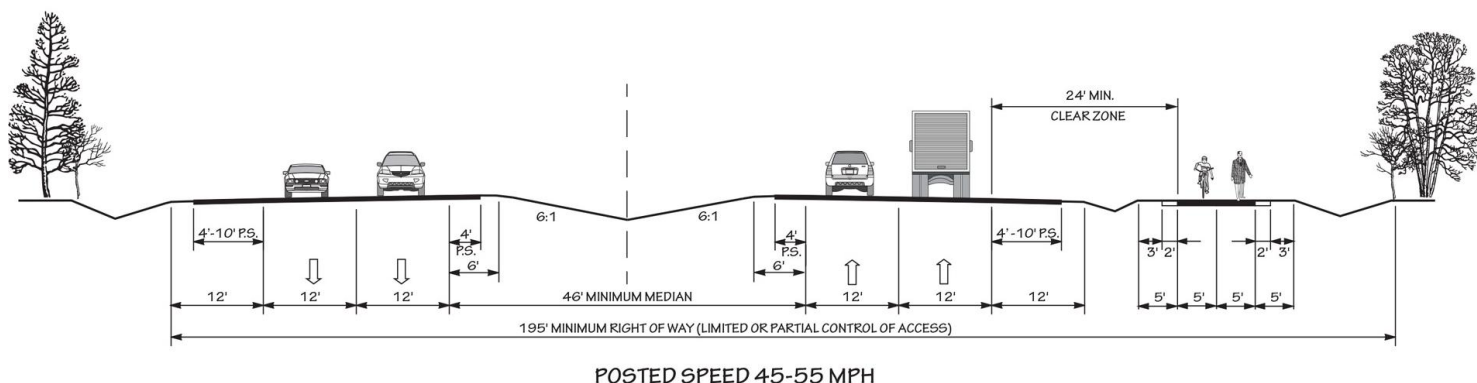 24' MIN.
CLEAR ZONE
6:1
6:1
4'-10' P.S.
4'
P.S.
6'
4'
P.S.
6'
4'-10' P.S.
3'
2'
2'
3'
12'
12'
12'
46' MINIMUM MEDIAN
12'
12'
12'
5'
5'
5'
5'
195' MINIMUM RIGHT OF WAY (LIMITED OR PARTIAL CONTROL OF ACCESS)
POSTED SPEED 45-55 MPH